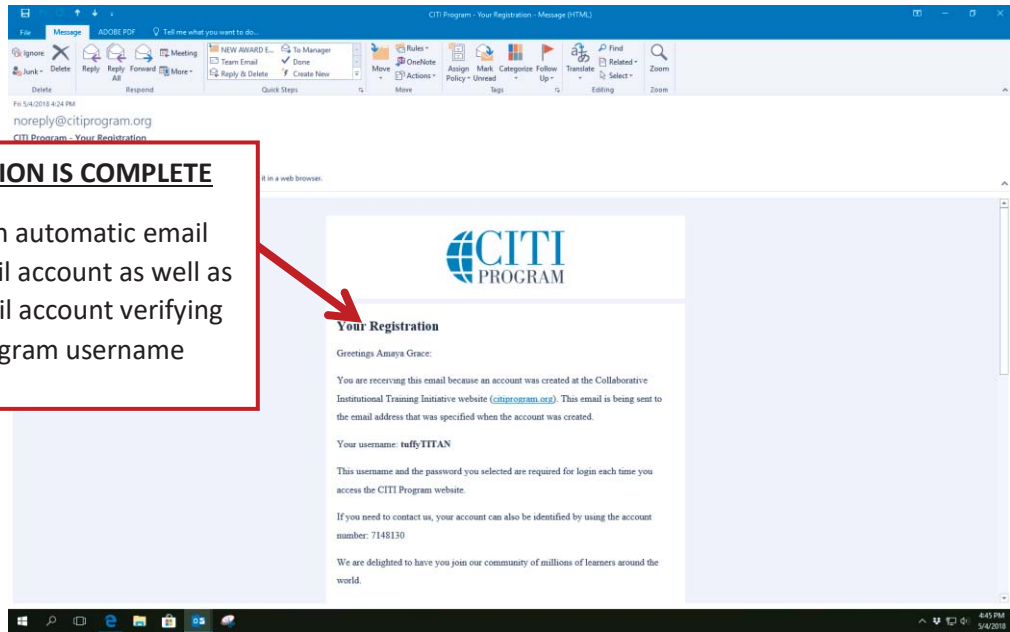 CITI Program - Your Registration - Message (HTML)
File Message ADOBE PDF Tell me what you want to do...
Ignore
Junk
Delete
Reply
Reply All
Forward
Meeting
More
NEW AWARD E...
Team Email
Reply & Delete
To Manager
Done
Create New
Move
Rules
OneNote
Actions
Assign Policy
Mark Unread
Categorize
Follow Up
Translate
Find
Related
Select
Zoom
Delete Respond Quick Steps Move Tags Editing Zoom
Fri 5/4/2018 4:24 PM
noreply@citiprogram.org
CITI Program - Your Registration
it in a web browser.
ION IS COMPLETE
n automatic email
il account as well as
il account verifying
gram username
CITI
PROGRAM
Your Registration
Greetings Amaya Grace:
You are receiving this email because an account was created at the Collaborative
Institutional Training Initiative website (citiprogram.org). This email is being sent to
the email address that was specified when the account was created.
Your username: tuffyTITAN
This username and the password you selected are required for login each time you
access the CITI Program website.
If you need to contact us, your account can also be identified by using the account
number: 7148130
We are delighted to have you join our community of millions of learners around the
world.
4:45 PM
5/4/2018